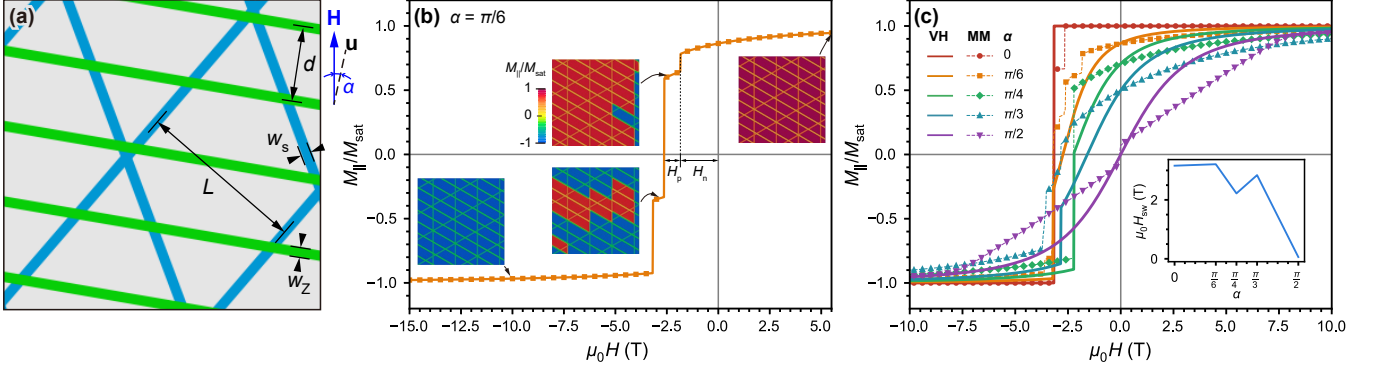 (a)
H
u
α
d
w_s
L
w_Z
(b)
α = π/6
M_||/M_sat
1.0
0.5
0.0
−0.5
−1.0
M_||/M_sat
1
0
-1
H_p
H_n
−15.0
−12.5
−10.0
−7.5
−5.0
−2.5
0.0
2.5
5.0
μ₀H (T)
(c)
VH MM α
0
π/6
π/4
π/3
π/2
M_||/M_sat
1.0
0.5
0.0
−0.5
−1.0
μ₀H_sw (T)
2
0
0
π/6
π/4
π/3
π/2
α
−10.0
−7.5
−5.0
−2.5
0.0
2.5
5.0
7.5
10.0
μ₀H (T)